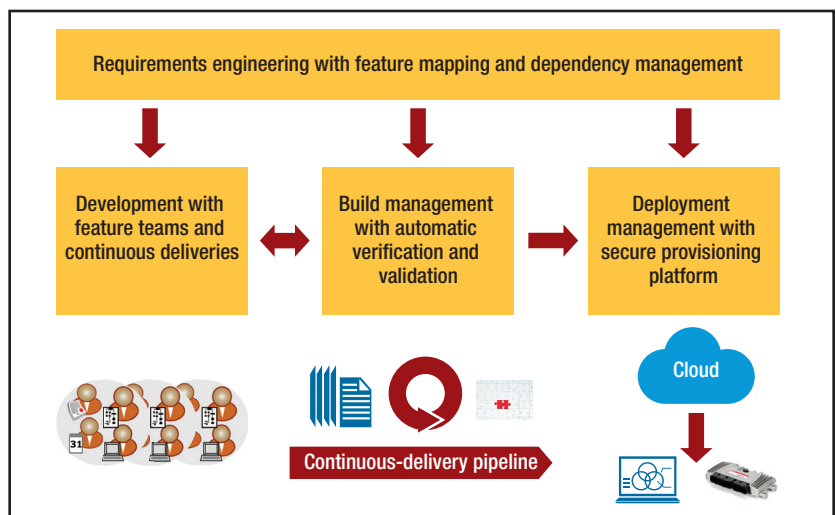 Requirements engineering with feature mapping and dependency management
Development with
feature teams and
continuous deliveries
Build management
with automatic
verification and
validation
Deployment
management with
secure provisioning
platform
31
Cloud
Continuous-delivery pipeline